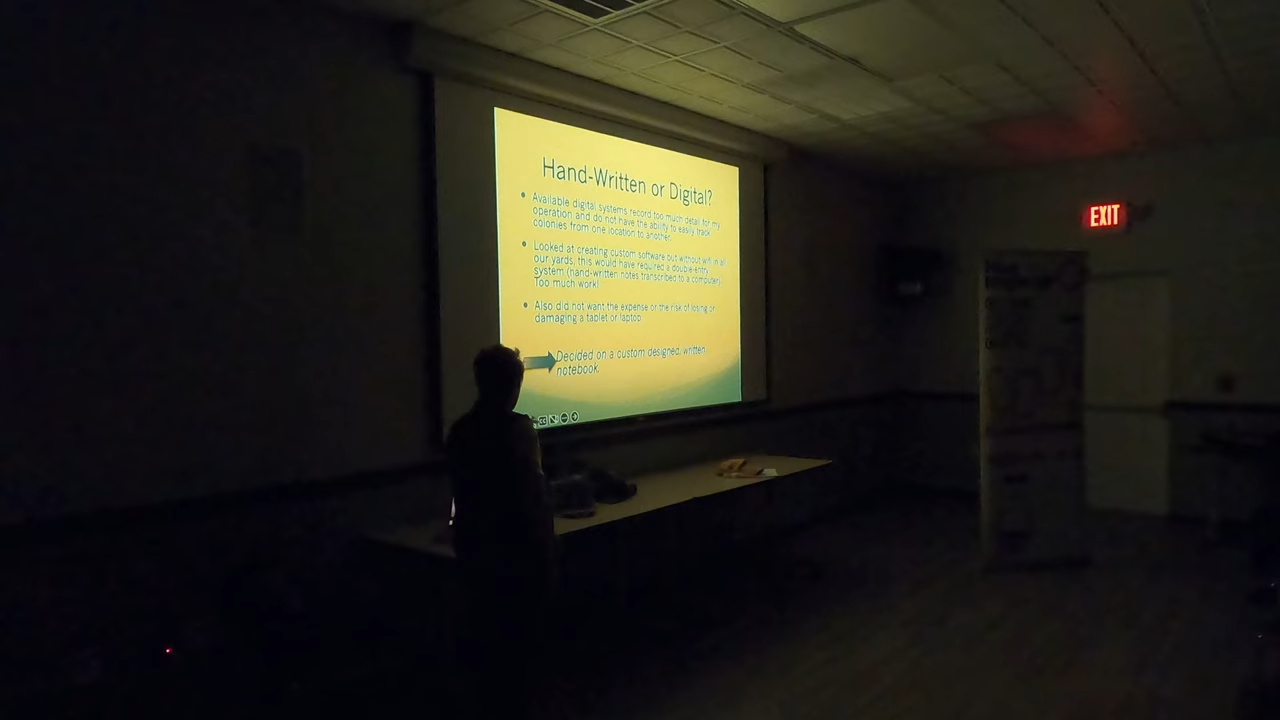 Hand-Written or Digital?
Available digital systems record too much detail for my
operation and do not have the ability to easily track
colonies from one location to another.
Looked at creating custom software but without wifi in all
our yards, this would have required a double-entry
system (hand-written notes transcribed to a computer)
Too much work!
Also did not want the expense or the risk of losing or
damaging a tablet or laptop.
Decided on a custom designed, written
notebook.
EXIT